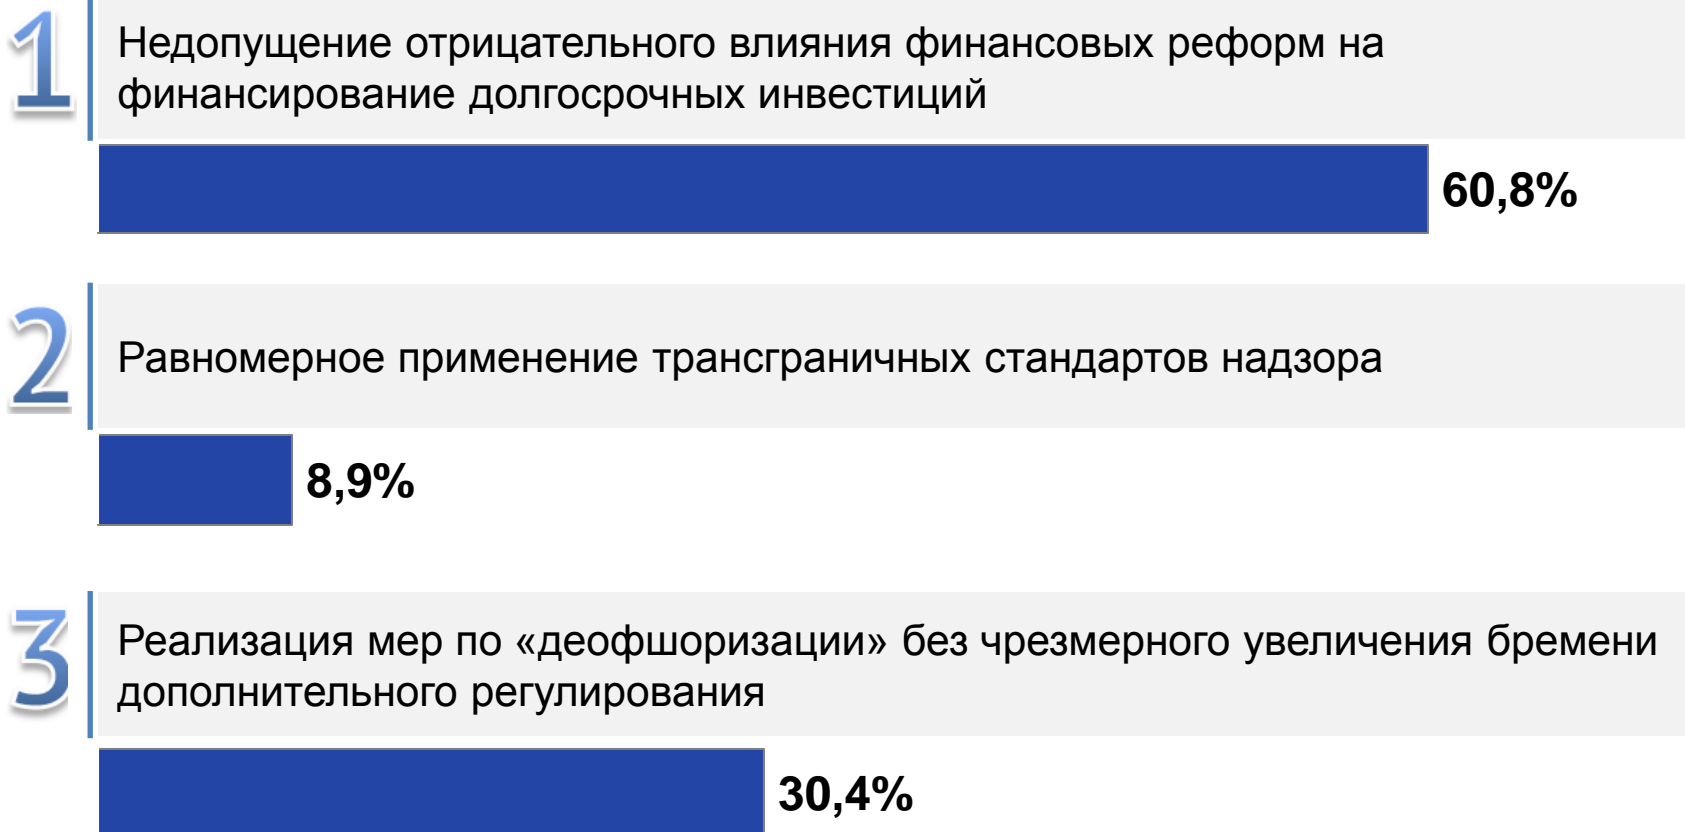 1
Недопущение отрицательного влияния финансовых реформ на
финансирование долгосрочных инвестиций
60,8%
2
Равномерное применение трансграничных стандартов надзора
8,9%
3
Реализация мер по «деофшоризации» без чрезмерного увеличения бремени
дополнительного регулирования
30,4%